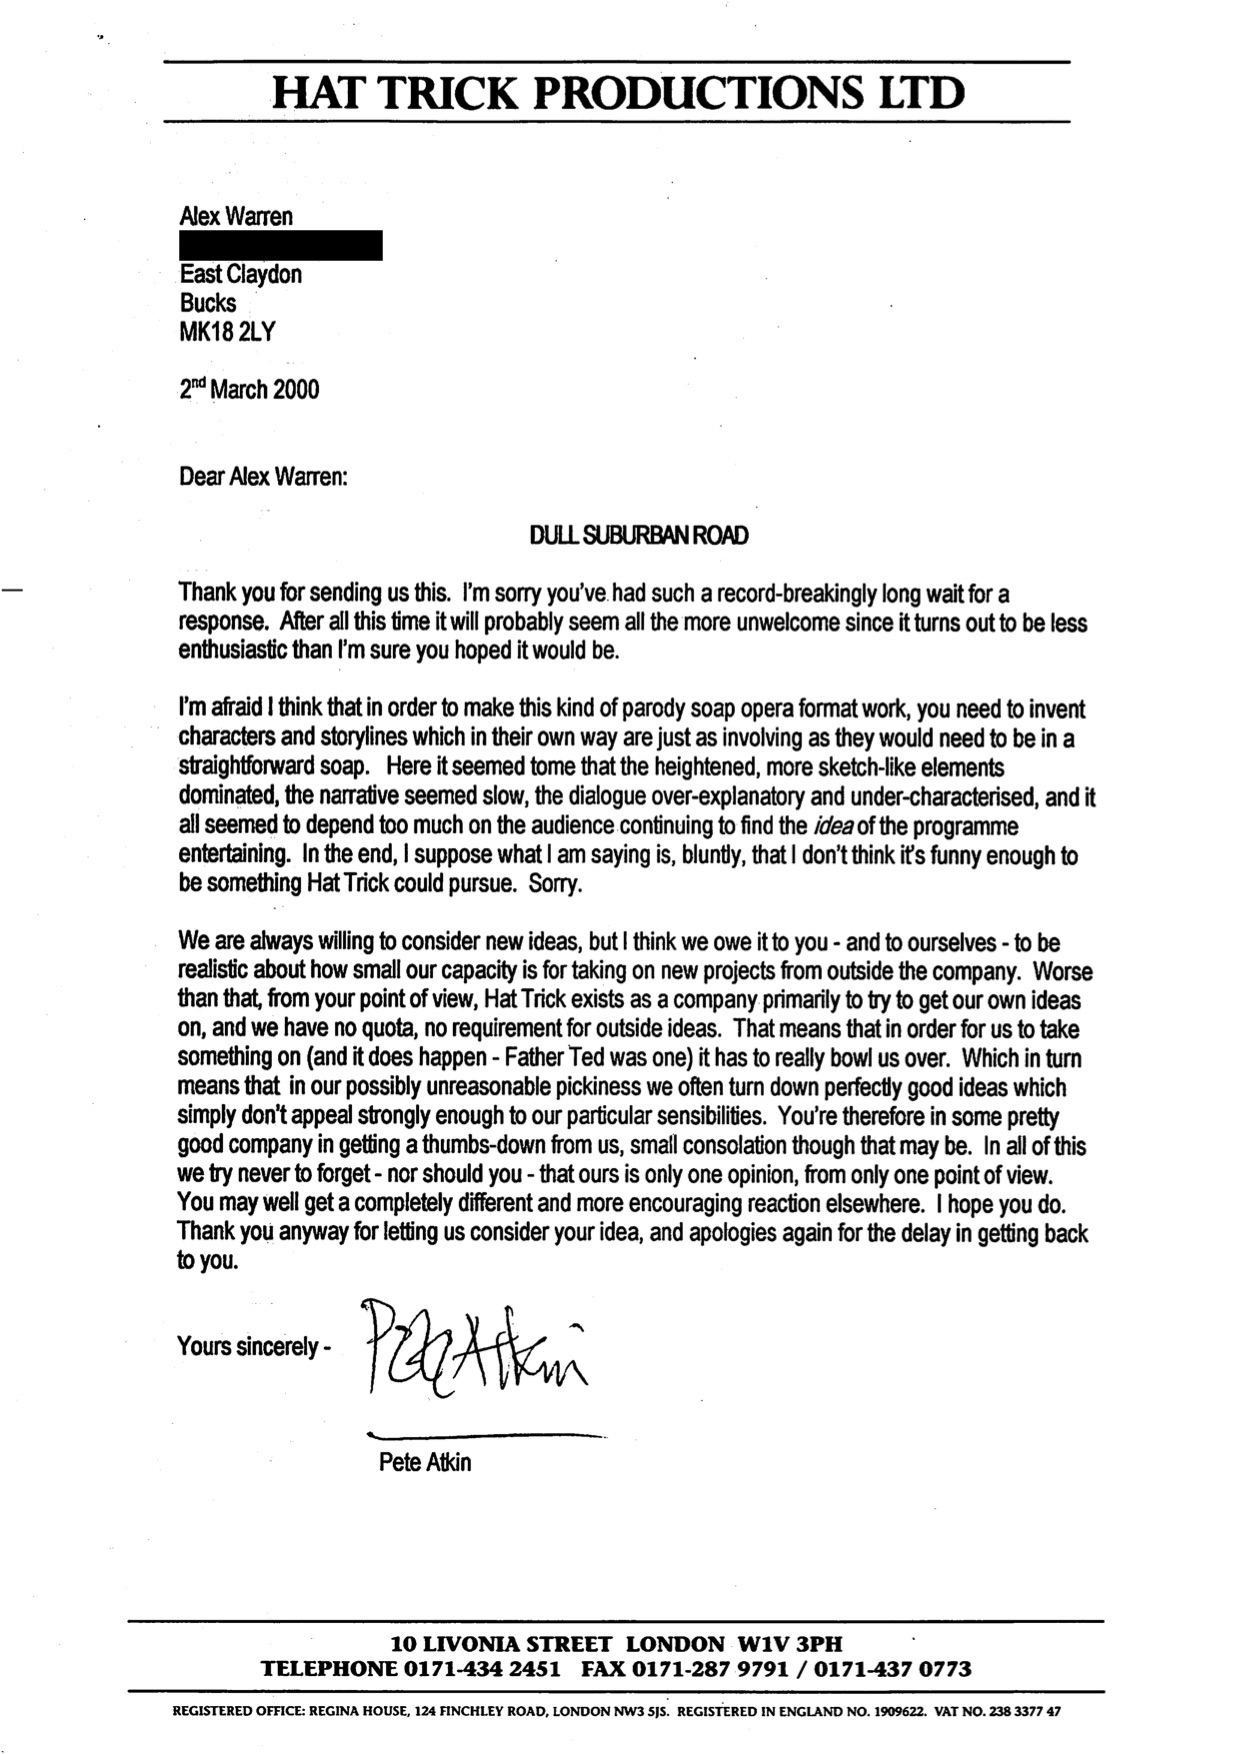 HAT TRICK PRODUCTIONS LTD
Alex Warren
East Claydon
Bucks
MK18 2LY
2nd March 2000
Dear Alex Warren:
DULL SUBURBAN ROAD
Thank you for sending us this. I'm sorry you've had such a record-breakingly long wait for a
response. After all this time it will probably seem all the more unwelcome since it turns out to be less
enthusiastic than I'm sure you hoped it would be.
I'm afraid I think that in order to make this kind of parody soap opera format work, you need to invent
characters and storylines which in their own way are just as involving as they would need to be in a
straightforward soap. Here it seemed tome that the heightened, more sketch-like elements
dominated, the narrative seemed slow, the dialogue over-explanatory and under-characterised, and it
all seemed to depend too much on the audience continuing to find the idea of the programme
entertaining. In the end, I suppose what I am saying is, bluntly, that I don't think it's funny enough to
be something Hat Trick could pursue. Sorry.
We are always willing to consider new ideas, but I think we owe it to you - and to ourselves - to be
realistic about how small our capacity is for taking on new projects from outside the company. Worse
than that, from your point of view, Hat Trick exists as a company primarily to try to get our own ideas
on, and we have no quota, no requirement for outside ideas. That means that in order for us to take
something on (and it does happen - Father Ted was one) it has to really bowl us over. Which in turn
means that in our possibly unreasonable pickiness we often turn down perfectly good ideas which
simply don't appeal strongly enough to our particular sensibilities. You're therefore in some pretty
good company in getting a thumbs-down from us, small consolation though that may be. In all of this
we try never to forget - nor should you - that ours is only one opinion, from only one point of view.
You may well get a completely different and more encouraging reaction elsewhere. I hope you do.
Thank you anyway for letting us consider your idea, and apologies again for the delay in getting back
to you.
Yours sincerely - Pete Atkin
Pete Atkin
10 LIVONIA STREET LONDON W1V 3PH
TELEPHONE 0171-434 2451 FAX 0171-287 9791 / 0171-437 0773
REGISTERED OFFICE: REGINA HOUSE, 124 FINCHLEY ROAD, LONDON NW3 5JS. REGISTERED IN ENGLAND NO. 1909622. VAT NO. 238 3377 47